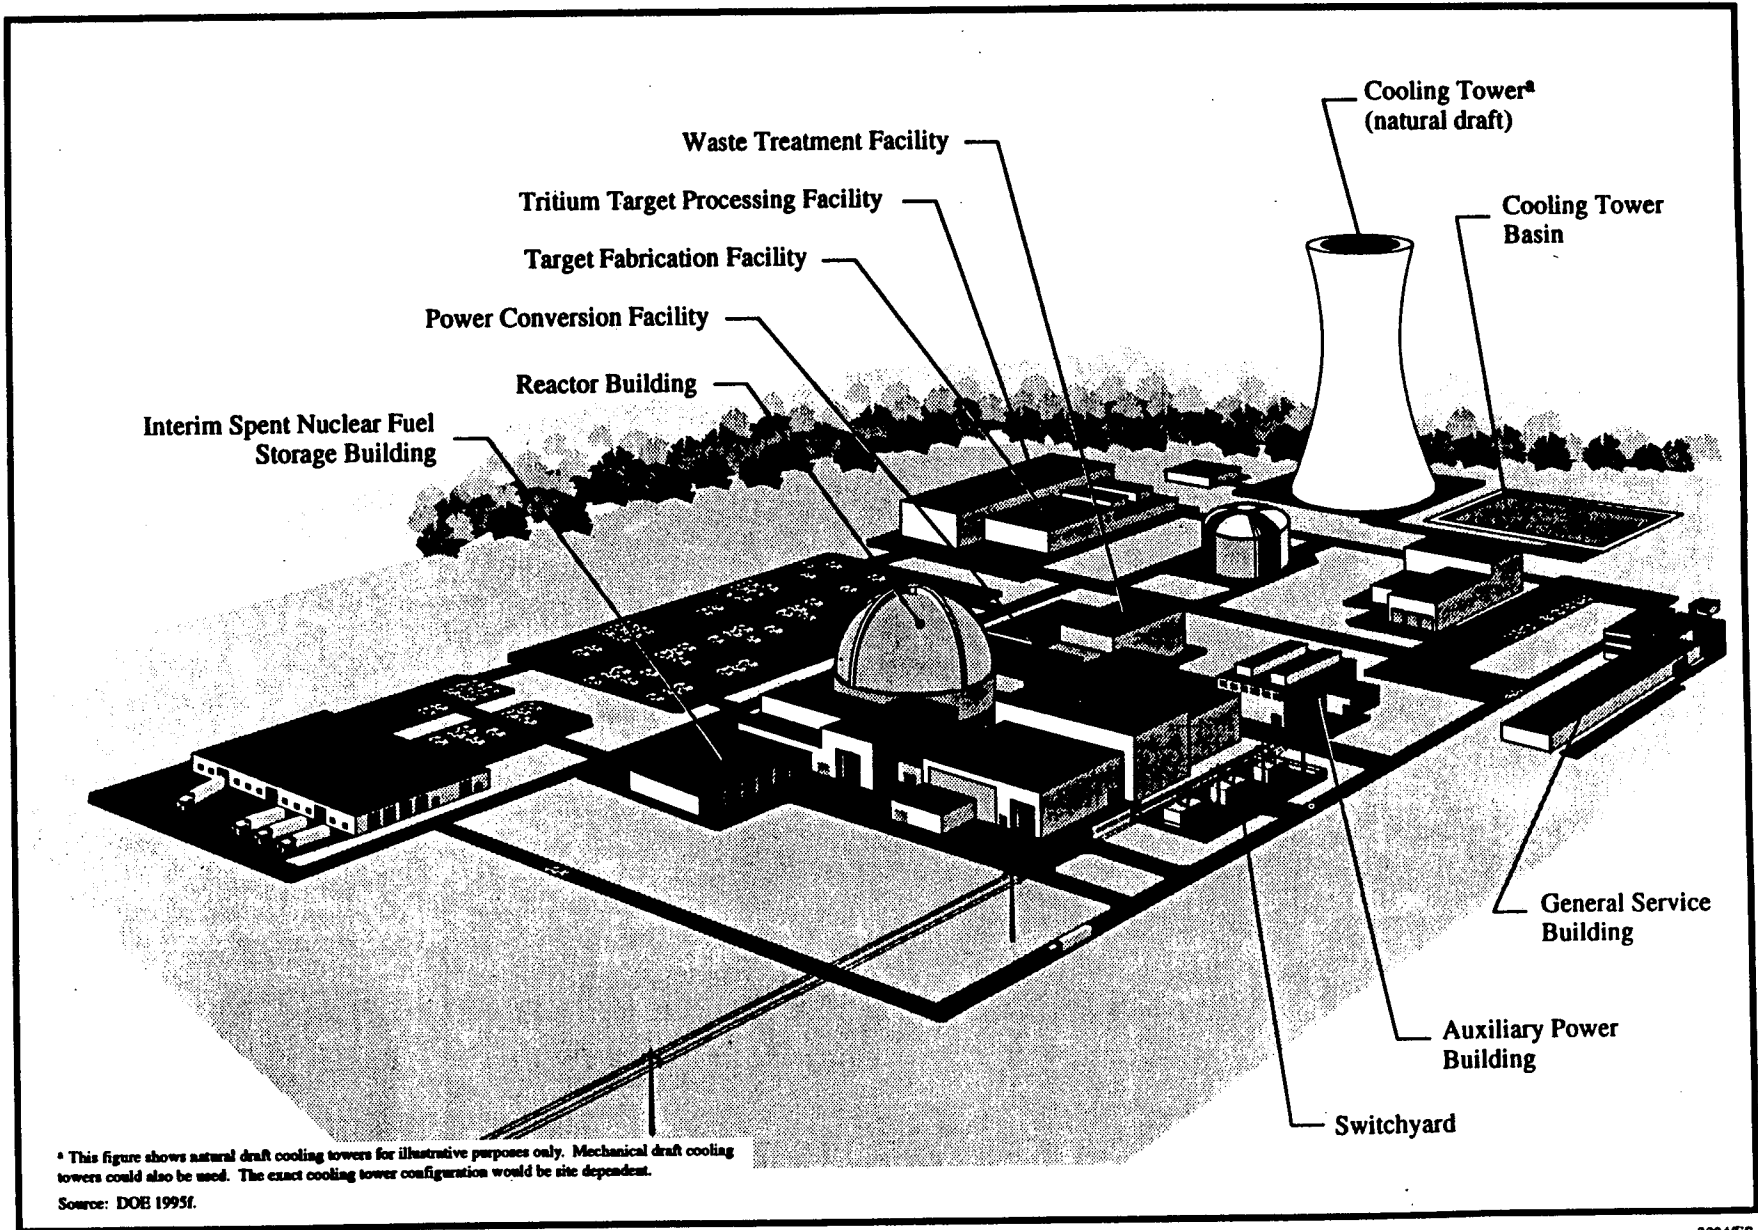 Cooling Towerª
(natural draft)
Waste Treatment Facility
Tritium Target Processing Facility
Cooling Tower
Basin
Target Fabrication Facility
Power Conversion Facility
Reactor Building
Interim Spent Nuclear Fuel
Storage Building
General Service
Building
Auxiliary Power
Building
Switchyard
ª This figure shows natural draft cooling towers for illustrative purposes only. Mechanical draft cooling
towers could also be used. The exact cooling tower configuration would be site dependent.
Source: DOE 1995f.